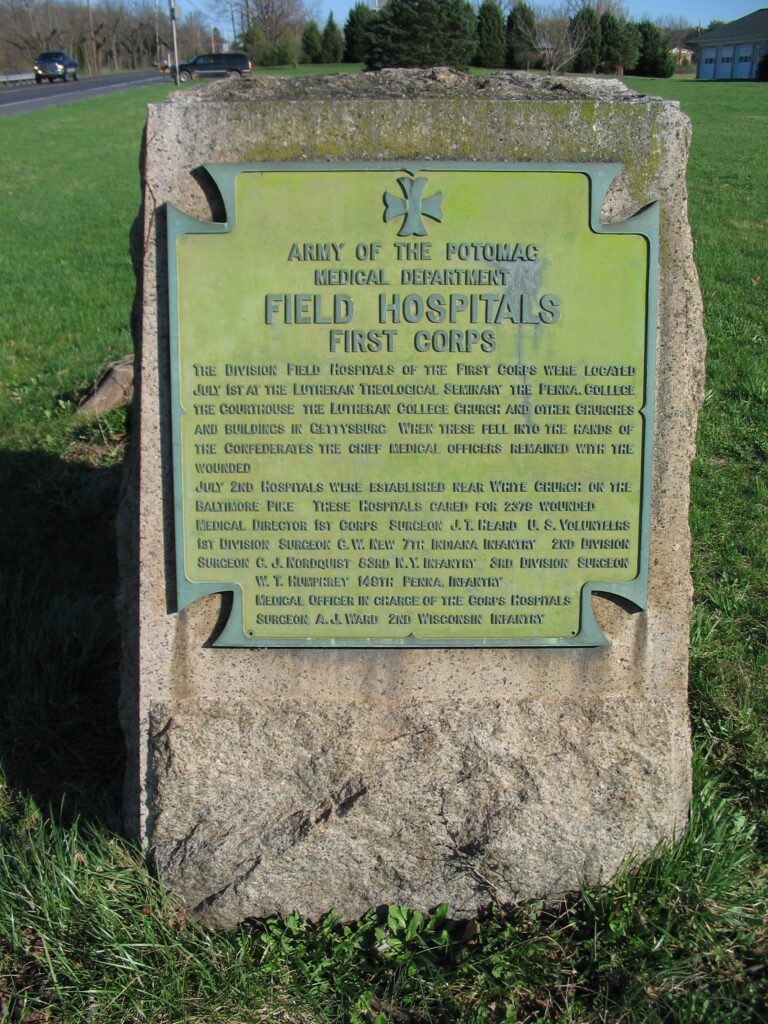 ARMY OF THE POTOMAC
MEDICAL DEPARTMENT
FIELD HOSPITALS
FIRST CORPS
THE DIVISION FIELD HOSPITALS OF THE FIRST CORPS WERE LOCATED
JULY 1ST AT THE LUTHERAN THEOLOGICAL SEMINARY THE PENNA. COLLEGE
THE COURTHOUSE THE LUTHERAN COLLEGE CHURCH AND OTHER CHURCHES
AND BUILDINGS IN GETTYSBURG WHEN THESE FELL INTO THE HANDS OF
THE CONFEDERATES THE CHIEF MEDICAL OFFICERS REMAINED WITH THE
WOUNDED
JULY 2ND HOSPITALS WERE ESTABLISHED NEAR WHITE CHURCH ON THE
BALTIMORE PIKE THESE HOSPITALS CARED FOR 2379 WOUNDED
MEDICAL DIRECTOR 1ST CORPS SURGEON J. T. HEARD U. S. VOLUNTEERS
1ST DIVISION SURGEON G. W. NEW 7TH INDIANA INFANTRY 2ND DIVISION
SURGEON C. J. NORDQUIST 83RD N.Y. INFANTRY 3RD DIVISION SURGEON
W. T. HUMPHREY 149TH PENNA. INFANTRY
MEDICAL OFFICER IN CHARGE OF THE CORPS HOSPITALS
SURGEON A. J. WARD 2ND WISCONSIN INFANTRY